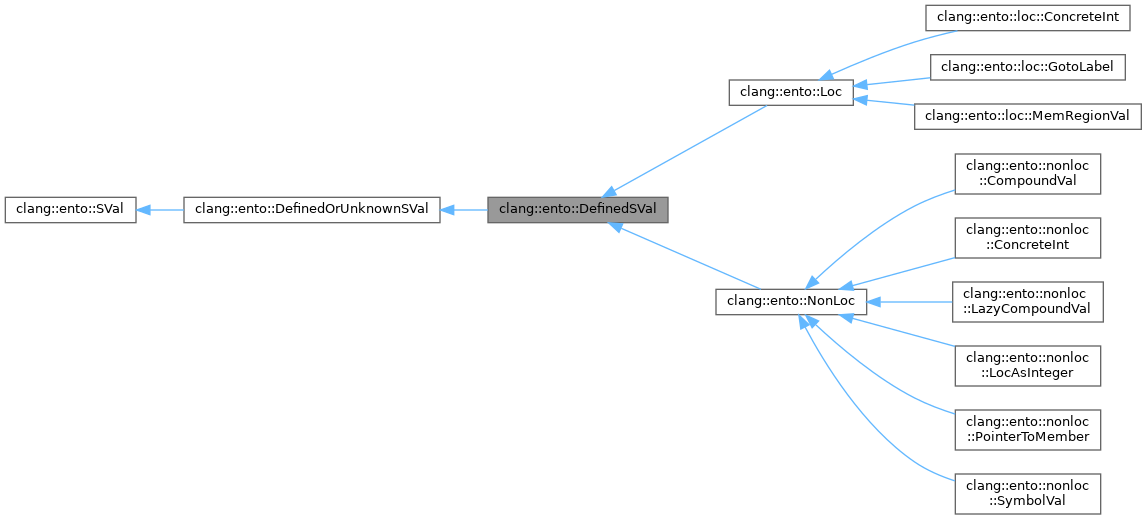 clang::ento::loc::ConcreteInt
clang::ento::loc::GotoLabel
clang::ento::Loc
clang::ento::loc::MemRegionVal
clang::ento::nonloc
::CompoundVal
clang::ento::SVal
clang::ento::DefinedOrUnknownSVal
clang::ento::DefinedSVal
clang::ento::nonloc
::ConcreteInt
clang::ento::NonLoc
clang::ento::nonloc
::LazyCompoundVal
clang::ento::nonloc
::LocAsInteger
clang::ento::nonloc
::PointerToMember
clang::ento::nonloc
::SymbolVal